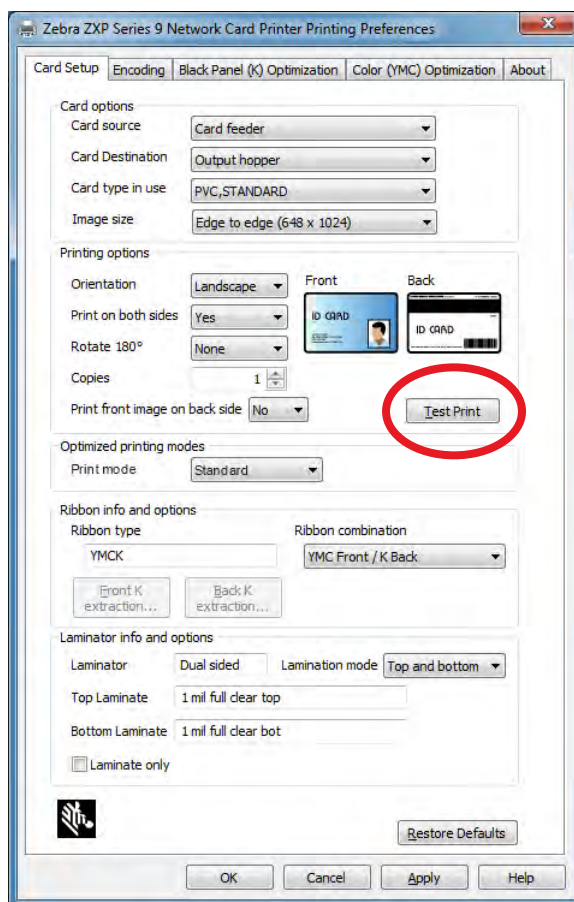 Zebra ZXP Series 9 Network Card Printer Printing Preferences
Card Setup Encoding Black Panel (K) Optimization Color (YMC) Optimization About
Card options
Card source Card feeder
Card Destination Output hopper
Card type in use PVC,STANDARD
Image size Edge to edge (648 x 1024)
Printing options
Orientation Landscape Front Back
Print on both sides Yes ID CARD ID CARD
Rotate 180° None
Copies 1
Print front image on back side No Test Print
Optimized printing modes
Print mode Standard
Ribbon info and options
Ribbon type Ribbon combination
YMCK YMC Front / K Back
Front K extraction... Back K extraction...
Laminator info and options
Laminator Dual sided Lamination mode Top and bottom
Top Laminate 1 mil full clear top
Bottom Laminate 1 mil full clear bot
Laminate only
Restore Defaults
OK Cancel Apply Help